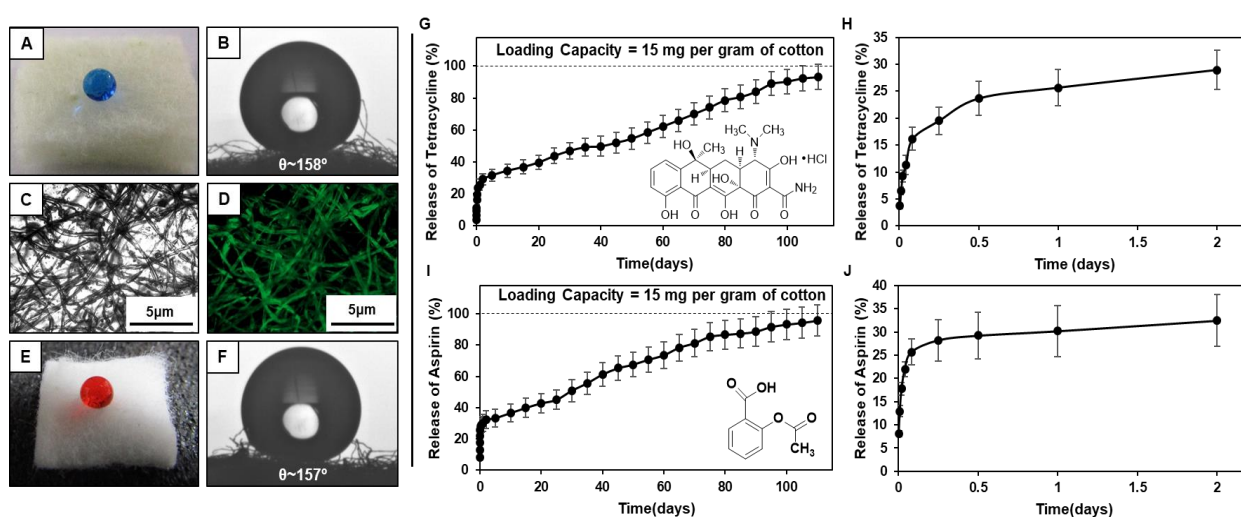 A
B
θ~158º
C
5µm
D
5µm
E
F
θ~157º
G
Loading Capacity = 15 mg per gram of cotton
Release of Tetracycline (%)
100
80
60
40
20
0
0 20 40 60 80 100
Time(days)
H₃C
CH₃
N
HO
CH₃
H
OH
•HCl
H
HO
NH₂
OH
O
OH
O
O
H
Release of Tetracycline (%)
35
30
25
20
15
10
5
0
0 0.5 1 1.5 2
Time (days)
I
Loading Capacity = 15 mg per gram of cotton
Release of Aspirin (%)
100
80
60
40
20
0
0 20 40 60 80 100
Time(days)
O
OH
O
O
CH₃
J
Release of Aspirin (%)
40
35
30
25
20
15
10
5
0
0 0.5 1 1.5 2
Time(days)